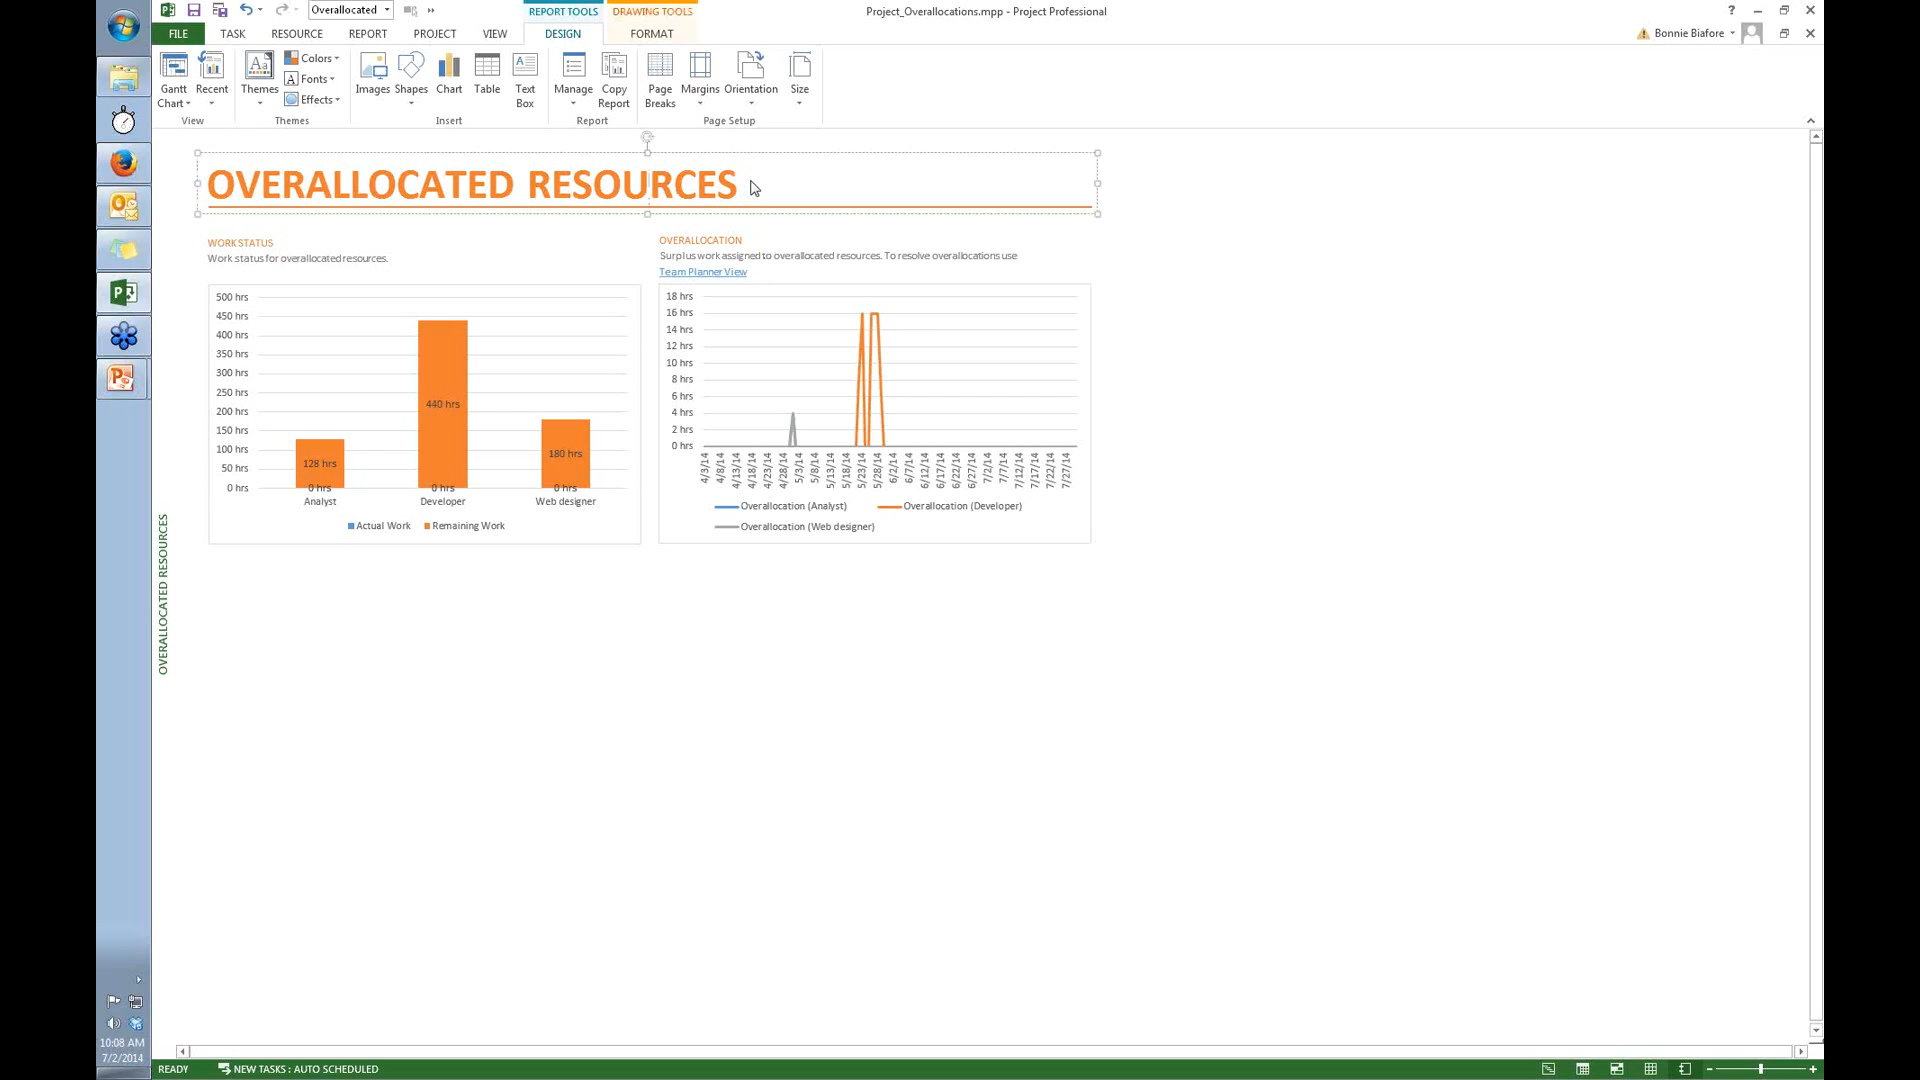 Overallocated
REPORT TOOLS
DRAWING TOOLS
Project_Overallocations.mpp - Project Professional
?
FILE
TASK
RESOURCE
REPORT
PROJECT
VIEW
DESIGN
FORMAT
Bonnie Biafore
Gantt Chart
Recent
Themes
Colors
Fonts
Effects
Images
Shapes
Chart
Table
Text Box
Manage
Copy Report
Page Breaks
Margins
Orientation
Size
View
Themes
Insert
Report
Page Setup
OVERALLOCATED RESOURCES
WORK STATUS
Work status for overallocated resources.
OVERALLOCATION
Surplus work assigned to overallocated resources. To resolve overallocations use
Team Planner View
500 hrs
450 hrs
400 hrs
350 hrs
300 hrs
250 hrs
200 hrs
150 hrs
100 hrs
50 hrs
0 hrs
128 hrs
440 hrs
180 hrs
0 hrs
0 hrs
0 hrs
Analyst
Developer
Web designer
Actual Work
Remaining Work
18 hrs
16 hrs
14 hrs
12 hrs
10 hrs
8 hrs
6 hrs
4 hrs
2 hrs
0 hrs
4/3/14
4/8/14
4/13/14
4/18/14
4/23/14
4/28/14
5/3/14
5/8/14
5/13/14
5/18/14
5/23/14
5/28/14
6/2/14
6/7/14
6/12/14
6/17/14
6/22/14
6/27/14
7/2/14
7/7/14
7/12/14
7/17/14
7/22/14
7/27/14
Overallocation (Analyst)
Overallocation (Developer)
Overallocation (Web designer)
OVERALLOCATED RESOURCES
10:08 AM
7/2/2014
READY
NEW TASKS : AUTO SCHEDULED